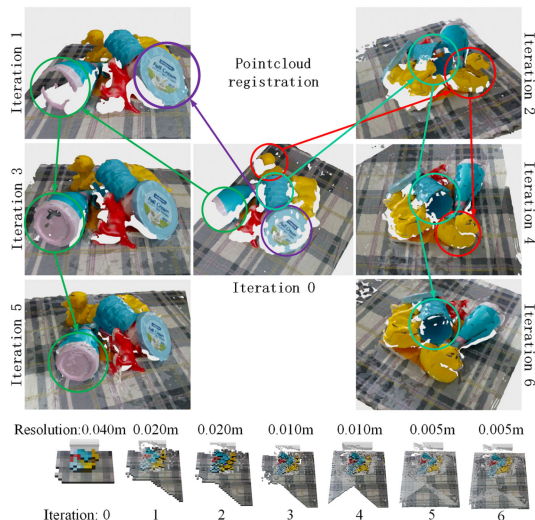 Iteration 1
Pointcloud
registration
Iteration 2
Iteration 3
Iteration 4
Iteration 0
Iteration 5
Iteration 6
Resolution:0.040m 0.020m 0.020m 0.010m 0.010m 0.005m 0.005m
Iteration: 0 1 2 3 4 5 6